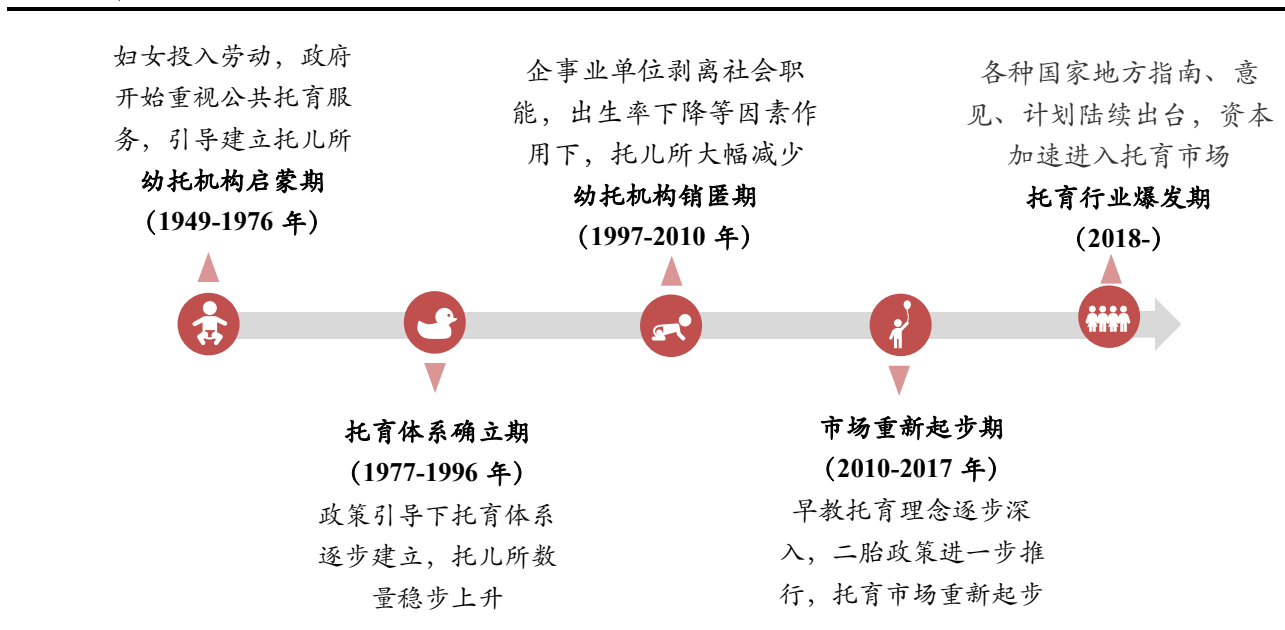 妇女投入劳动，政府
开始重视公共托育服
务，引导建立托儿所
幼托机构启蒙期
（1949-1976 年）
托育体系确立期
（1977-1996 年）
政策引导下托育体系
逐步建立，托儿所数
量稳步上升
企事业单位剥离社会职
能，出生率下降等因素作
用下，托儿所大幅减少
幼托机构销匿期
（1997-2010 年）
市场重新起步期
（2010-2017 年）
早教托育理念逐步深
入，二胎政策进一步推
行，托育市场重新起步
各种国家地方指南、意
见、计划陆续出台，资本
加速进入托育市场
托育行业爆发期
（2018-）